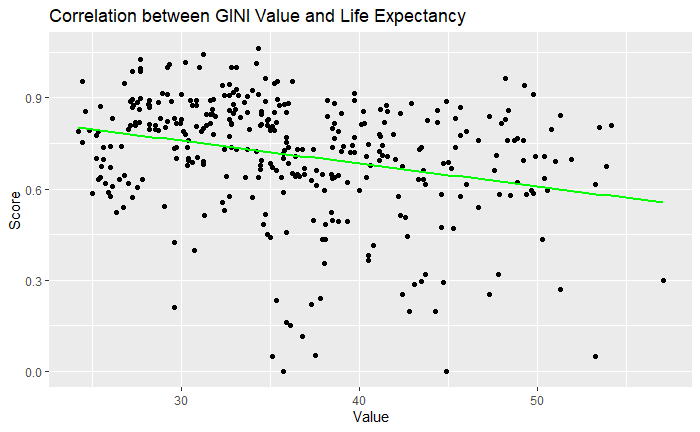 Correlation between GINI Value and Life Expectancy
0.9
0.6
0.3
0.0
Score
30 40 50
Value